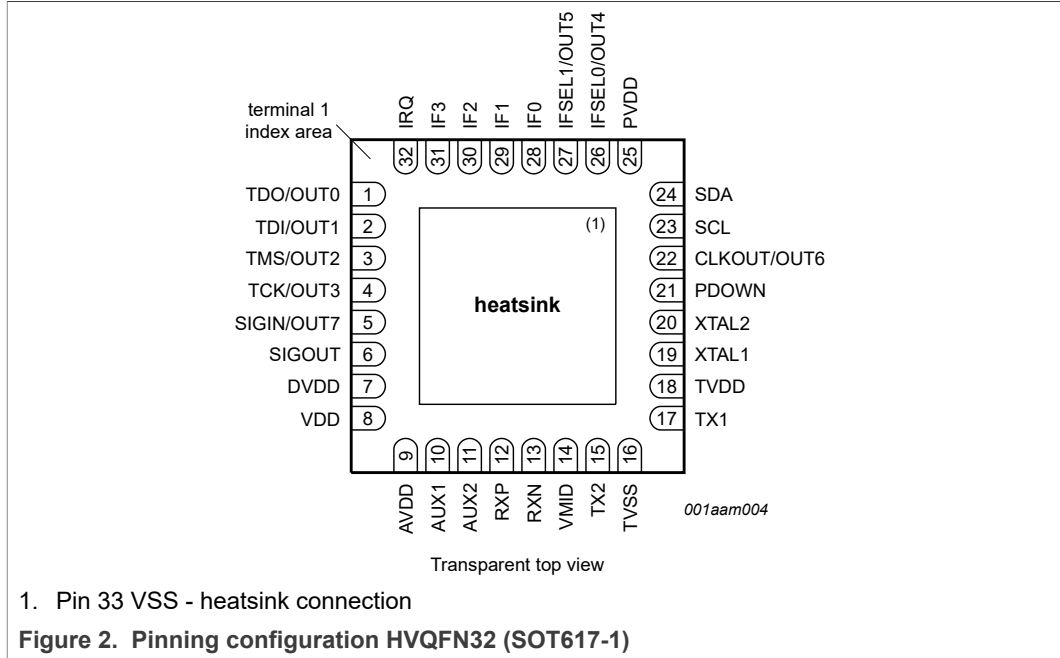 IRQ
IF3
IF2
IF1
IF0
IFSEL1/OUT5
IFSEL0/OUT4
PVDD
terminal 1
index area
32
31
30
29
28
27
26
25
TDO/OUT0 1
TDI/OUT1 2
TMS/OUT2 3
TCK/OUT3 4
SIGIN/OUT7 5
SIGOUT 6
DVDD 7
VDD 8
(1)
heatsink
24 SDA
23 SCL
22 CLKOUT/OUT6
21 PDOWN
20 XTAL2
19 XTAL1
18 TVDD
17 TX1
9
10
11
12
13
14
15
16
AVDD
AUX1
AUX2
RXP
RXN
VMID
TX2
TVSS
001aam004
Transparent top view
1. Pin 33 VSS - heatsink connection
Figure 2. Pinning configuration HVQFN32 (SOT617-1)